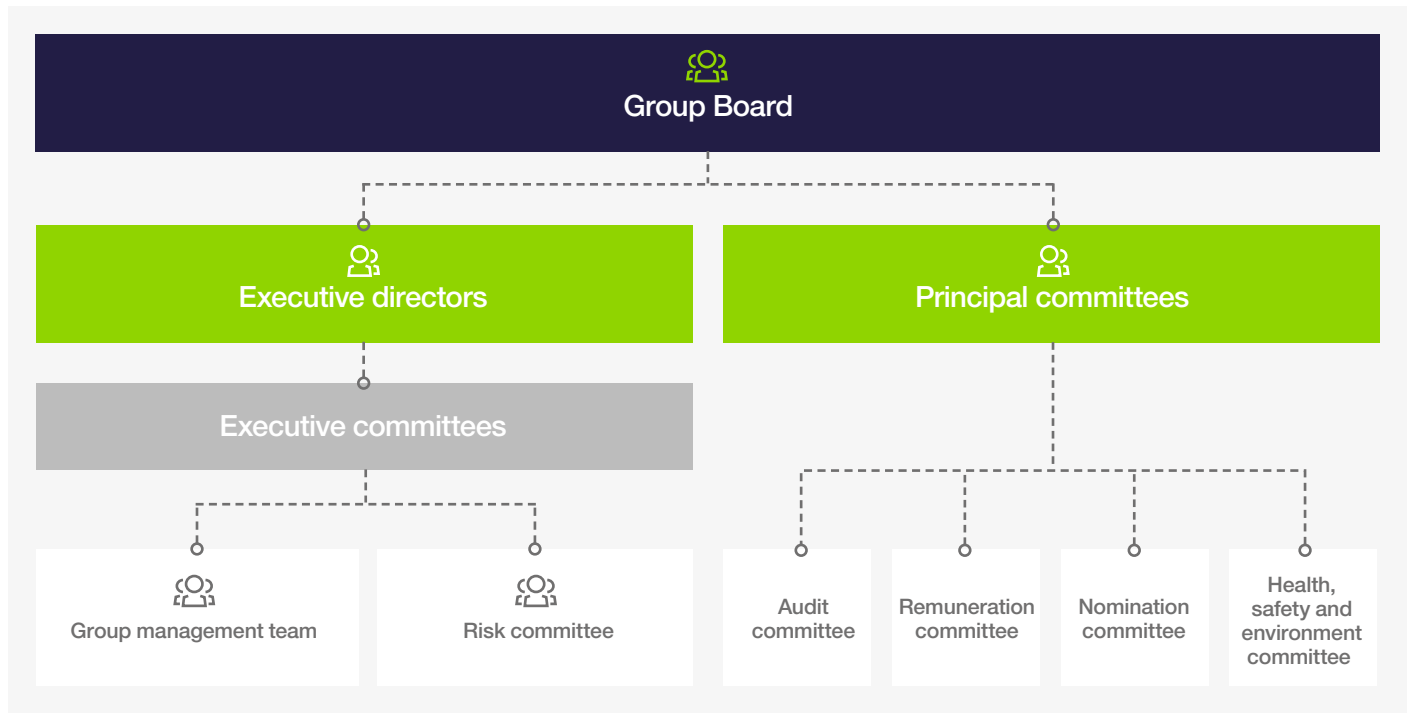 Group Board
Executive directors
Principal committees
Executive committees
Group management team
Risk committee
Audit
committee
Remuneration
committee
Nomination
committee
Health,
safety and
environment
committee